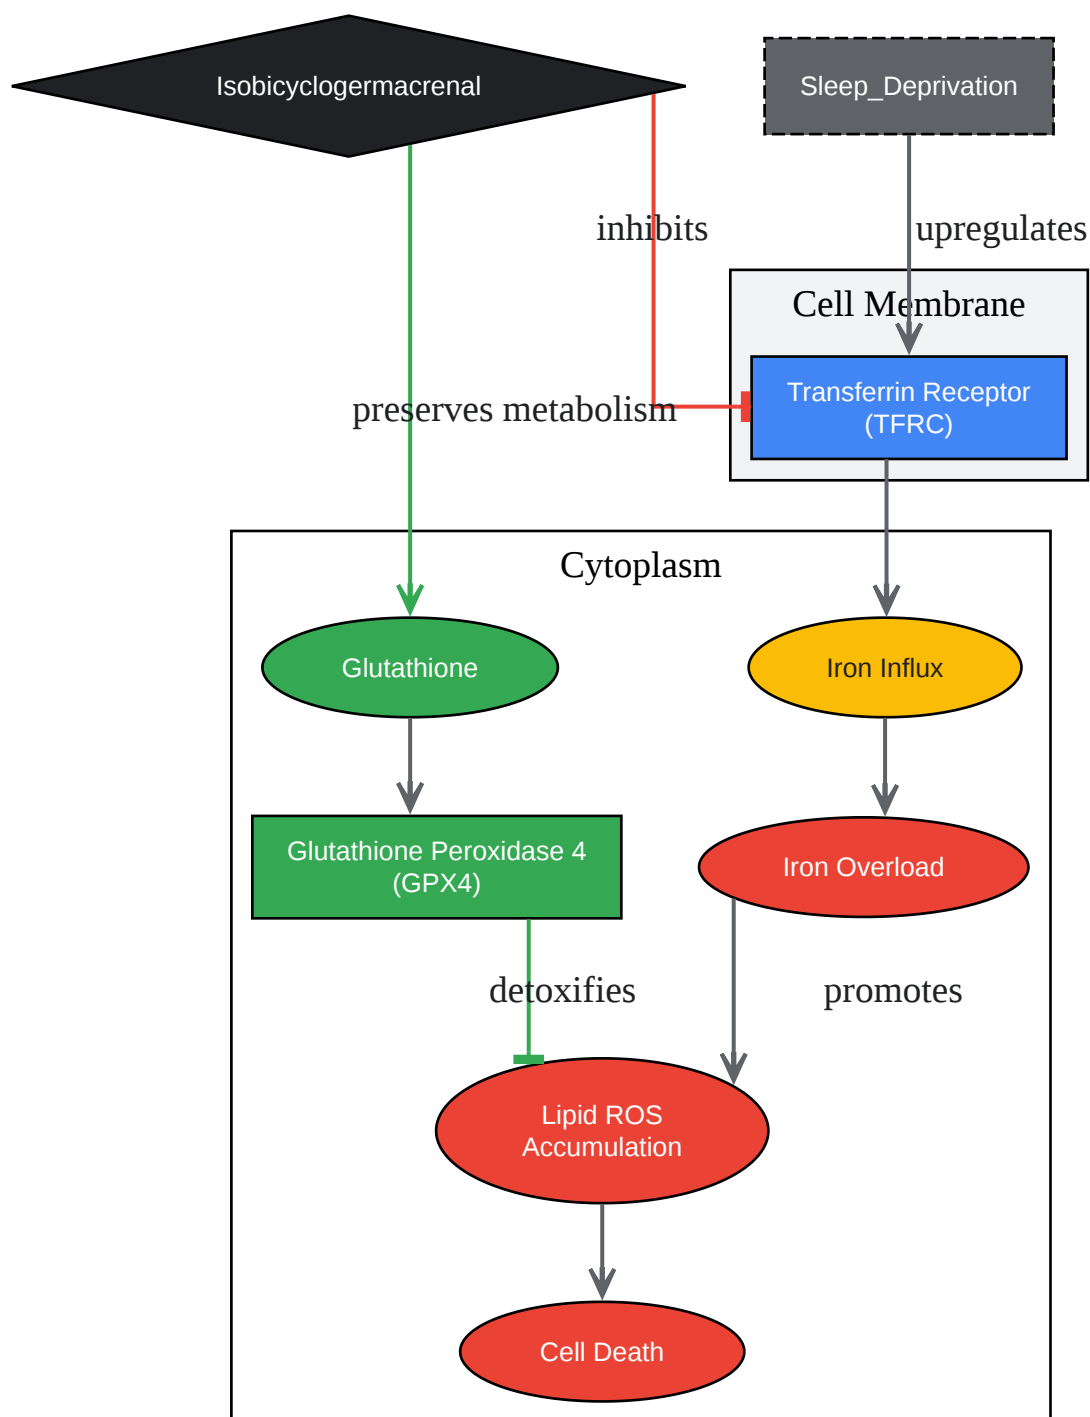 Isobicyclogermacrenal
Sleep_Deprivation
inhibits
upregulates
Cell Membrane
Transferrin Receptor
(TFRC)
preserves metabolism
Cytoplasm
Glutathione
Iron Influx
Glutathione Peroxidase 4
(GPX4)
Iron Overload
detoxifies
promotes
Lipid ROS
Accumulation
Cell Death